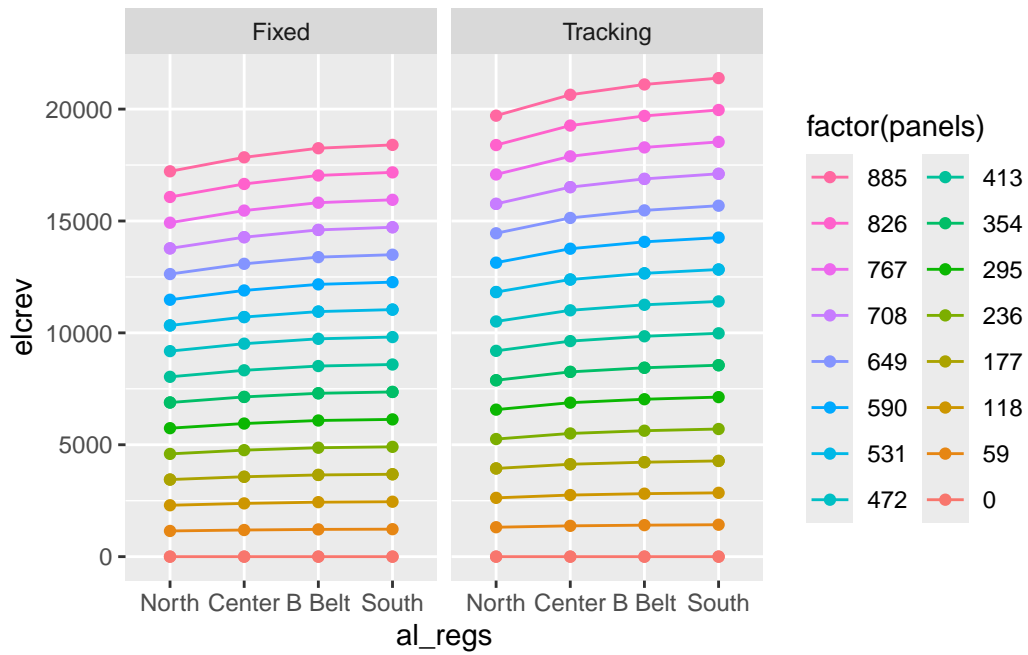 Fixed Tracking
20000
15000
10000
5000
0
elcrev
North Center B Belt South North Center B Belt South
al_regs
factor(panels)
885 413
826 354
767 295
708 236
649 177
590 118
531 59
472 0